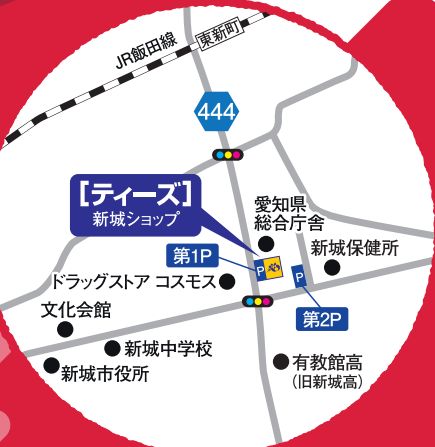 JR飯田線
東新町
444
[ティーズ]
新城ショップ
愛知県
総合庁舎
新城保健所
第1P
P
P
ドラッグストア コスモス
第2P
文化会館
新城中学校
新城市役所
有教館高
(旧新城高)